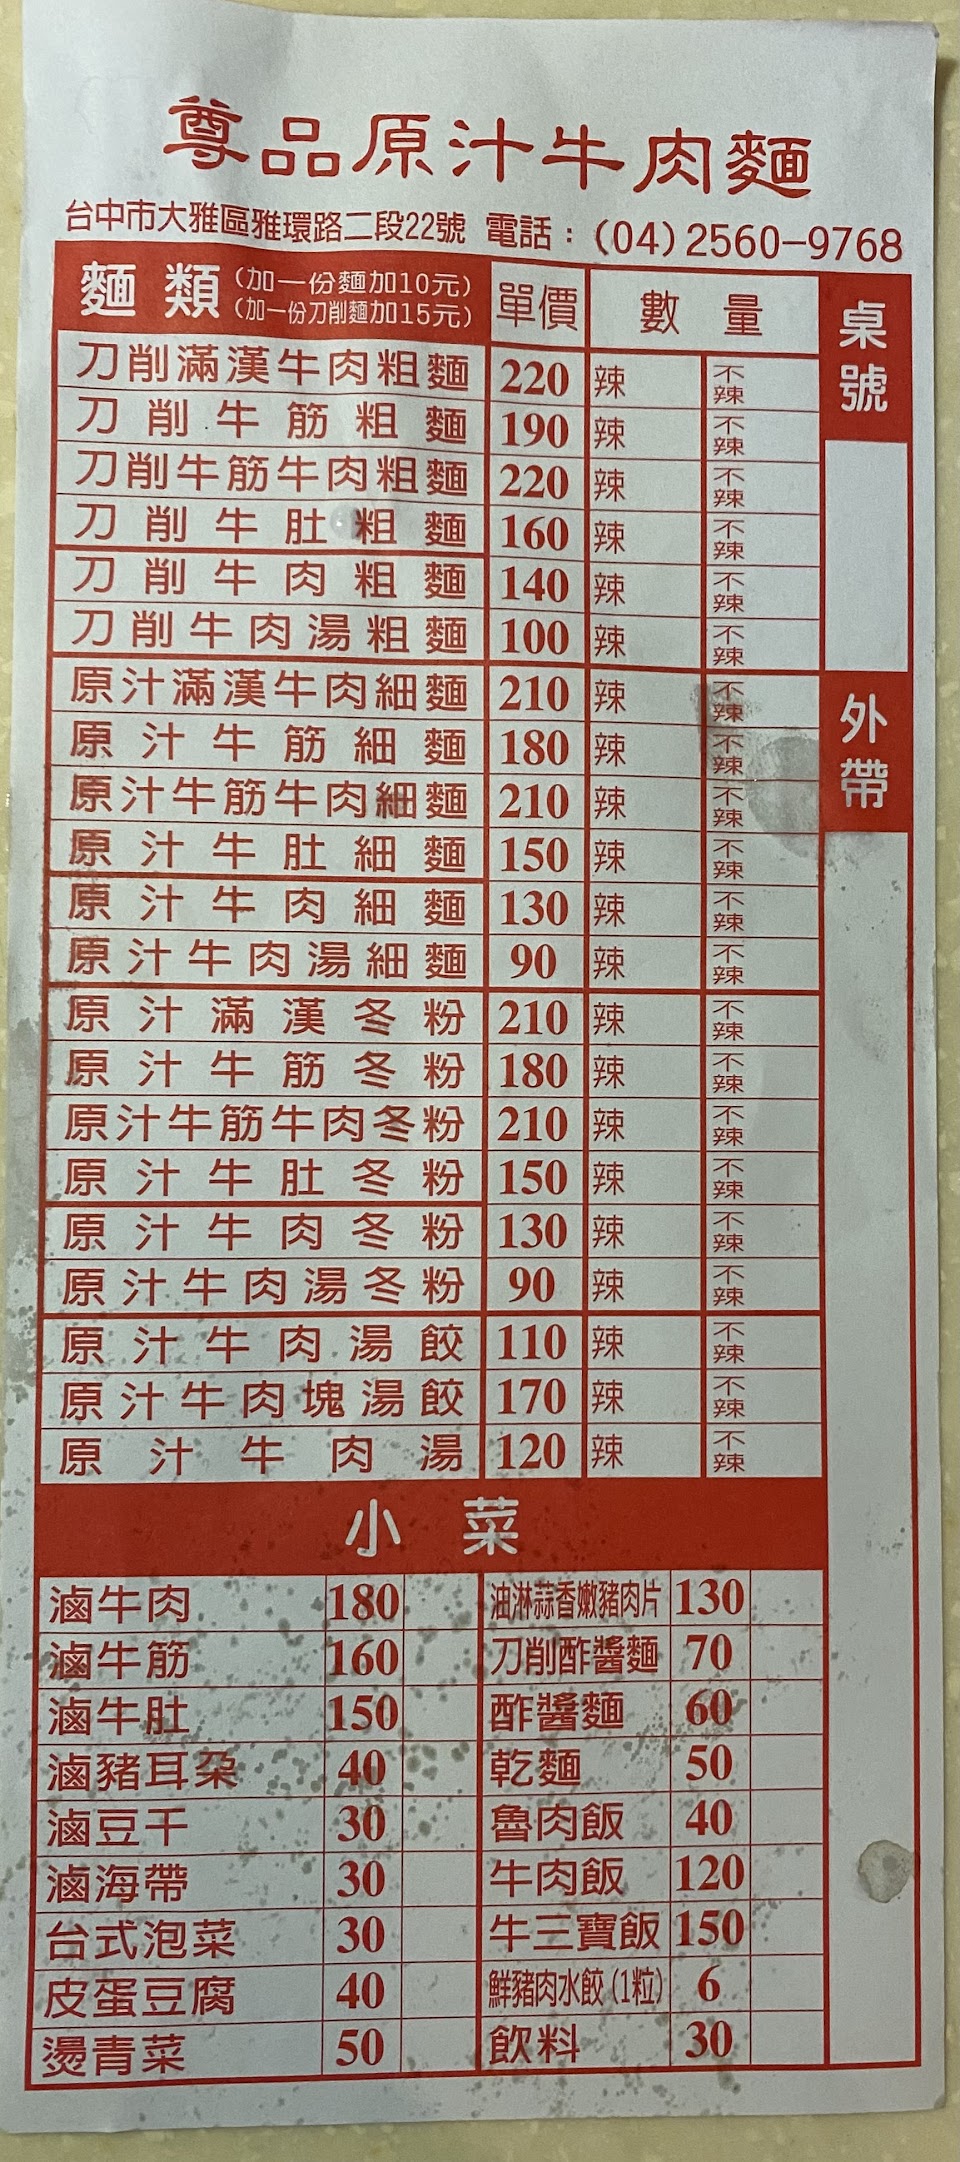 尊品原汁牛肉麵
台中市大雅區雅環路二段22號 電話：(04)2560-9768
麵類 (加一份麵加10元) (加一份刀削麵加15元) 單價 數量 桌號
刀削滿漢牛肉粗麵 220 辣 不辣
刀削牛筋粗麵 190 辣 不辣
刀削牛筋牛肉粗麵 220 辣 不辣
刀削牛肚粗麵 160 辣 不辣
刀削牛肉粗麵 140 辣 不辣
刀削牛肉湯粗麵 100 辣 不辣
原汁滿漢牛肉細麵 210 辣 不辣 外帶
原汁牛筋細麵 180 辣 不辣
原汁牛筋牛肉細麵 210 辣 不辣
原汁牛肚細麵 150 辣 不辣
原汁牛肉細麵 130 辣 不辣
原汁牛肉湯細麵 90 辣 不辣
原汁滿漢冬粉 210 辣 不辣
原汁牛筋冬粉 180 辣 不辣
原汁牛筋牛肉冬粉 210 辣 不辣
原汁牛肚冬粉 150 辣 不辣
原汁牛肉冬粉 130 辣 不辣
原汁牛肉湯冬粉 90 辣 不辣
原汁牛肉湯餃 110 辣 不辣
原汁牛肉塊湯餃 170 辣 不辣
原汁牛肉湯 120 辣 不辣
小菜
滷牛肉 180 油淋蒜香嫩豬肉片 130
滷牛筋 160 刀削酢醬麵 70
滷牛肚 150 酢醬麵 60
滷豬耳朶 40 乾麵 50
滷豆干 30 魯肉飯 40
滷海帶 30 牛肉飯 120
台式泡菜 30 牛三寶飯 150
皮蛋豆腐 40 鮮豬肉水餃(1粒) 6
燙青菜 50 飲料 30